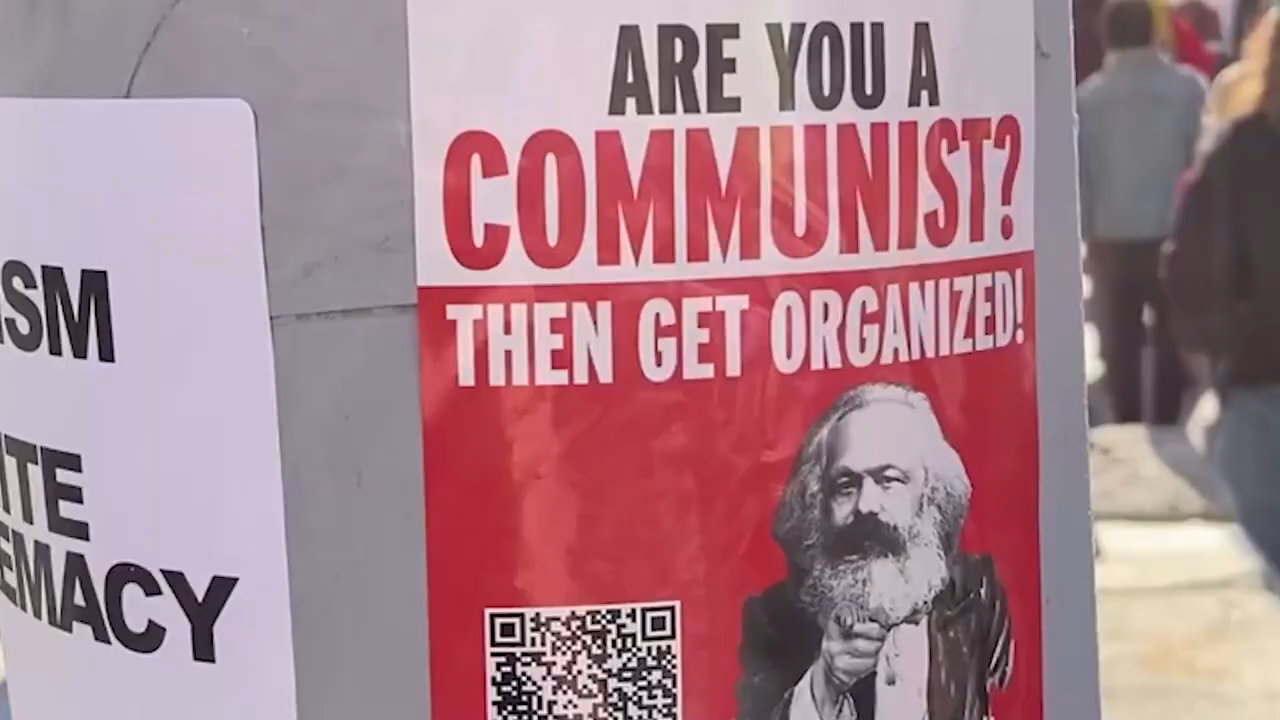 ARE YOU A
COMMUNIST?
THEN GET ORGANIZED!
ISM
ITE
EMACY